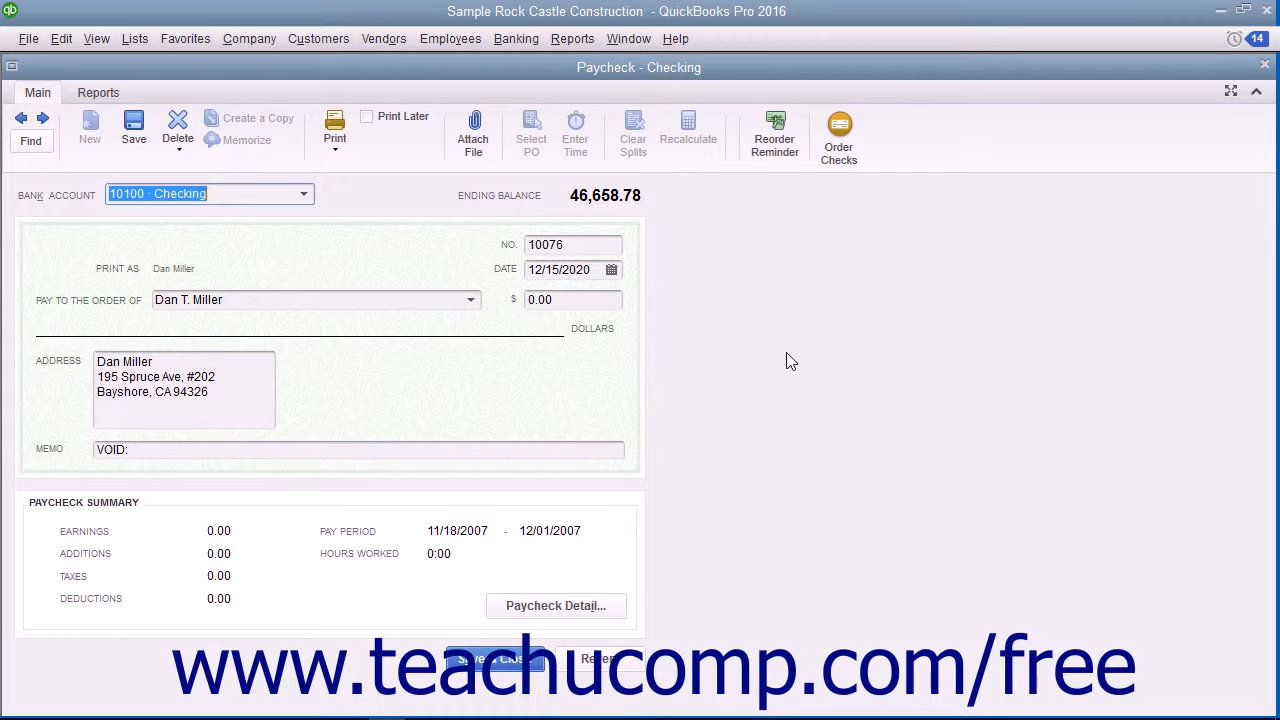 Sample Rock Castle Construction - QuickBooks Pro 2016
File Edit View Lists Favorites Company Customers Vendors Employees Banking Reports Window Help 14
Paycheck - Checking
Main Reports
Find New Save Delete Create a Copy Memorize Print Print Later Attach File Select PO Enter Time Clear Splits Recalculate Reorder Reminder Order Checks
BANK ACCOUNT 10100 · Checking ENDING BALANCE 46,658.78
NO. 10076
PRINT AS Dan Miller DATE 12/15/2020
PAY TO THE ORDER OF Dan T. Miller $ 0.00
DOLLARS
ADDRESS Dan Miller
195 Spruce Ave, #202
Bayshore, CA 94326
MEMO VOID:
PAYCHECK SUMMARY
EARNINGS 0.00 PAY PERIOD 11/18/2007 - 12/01/2007
ADDITIONS 0.00 HOURS WORKED 0:00
TAXES 0.00
DEDUCTIONS 0.00
Paycheck Detail...
www.teachucomp.com/free